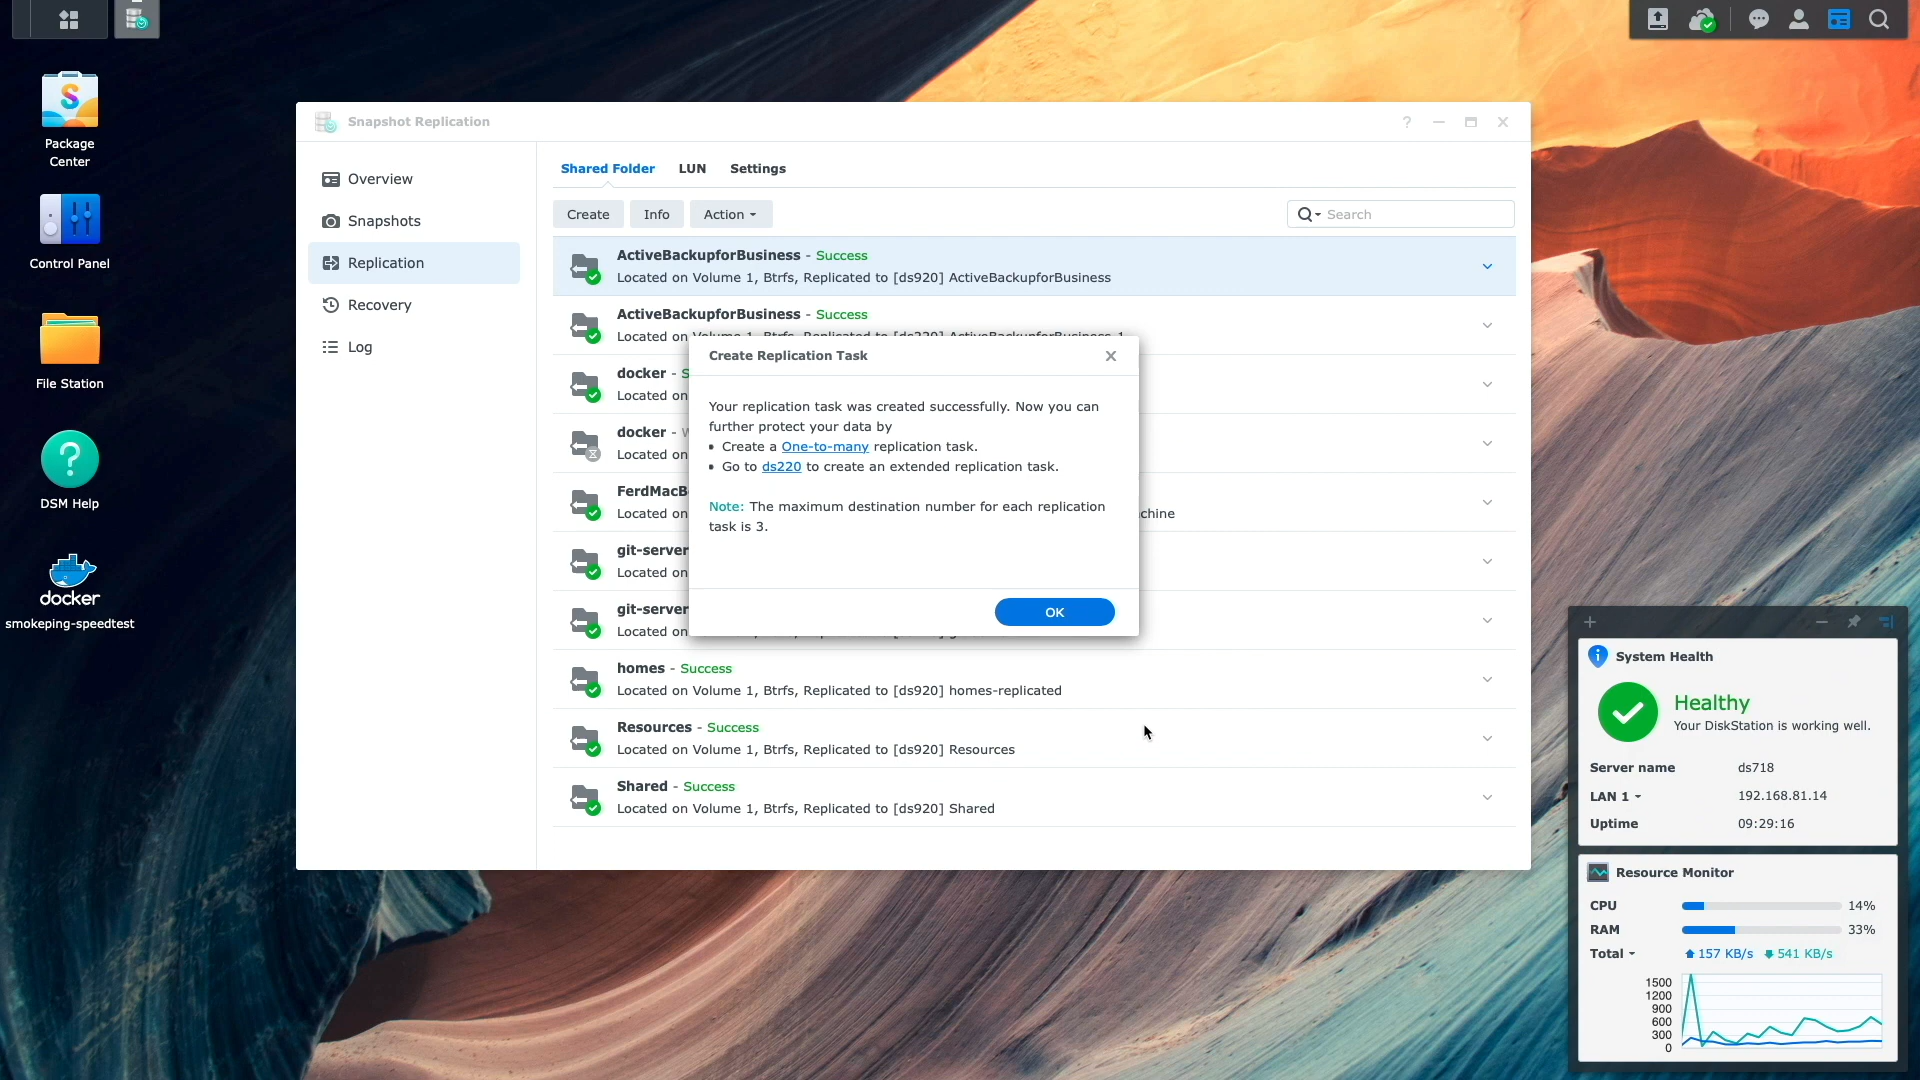 Package
Center
Control Panel
File Station
DSM Help
docker
smokeping-speedtest
Snapshot Replication
Overview
Snapshots
Replication
Recovery
Log
Shared Folder LUN Settings
Create Info Action
Search
ActiveBackupforBusiness - Success
Located on Volume 1, Btrfs, Replicated to [ds920] ActiveBackupforBusiness
ActiveBackupforBusiness - Success
Located on Volume 1, Btrfs, Replicated to [ds220] ActiveBackupforBusiness-1
docker - S
Located on
docker - W
Located on
FerdMacB
Located on chine
git-server
Located on
git-server
Located on
homes - Success
Located on Volume 1, Btrfs, Replicated to [ds920] homes-replicated
Resources - Success
Located on Volume 1, Btrfs, Replicated to [ds920] Resources
Shared - Success
Located on Volume 1, Btrfs, Replicated to [ds920] Shared
Create Replication Task
Your replication task was created successfully. Now you can
further protect your data by
• Create a One-to-many replication task.
• Go to ds220 to create an extended replication task.
Note: The maximum destination number for each replication
task is 3.
OK
System Health
Healthy
Your DiskStation is working well.
Server name ds718
LAN 1 192.168.81.14
Uptime 09:29:16
Resource Monitor
CPU 14%
RAM 33%
Total 157 KB/s 541 KB/s
1500
1200
900
600
300
0